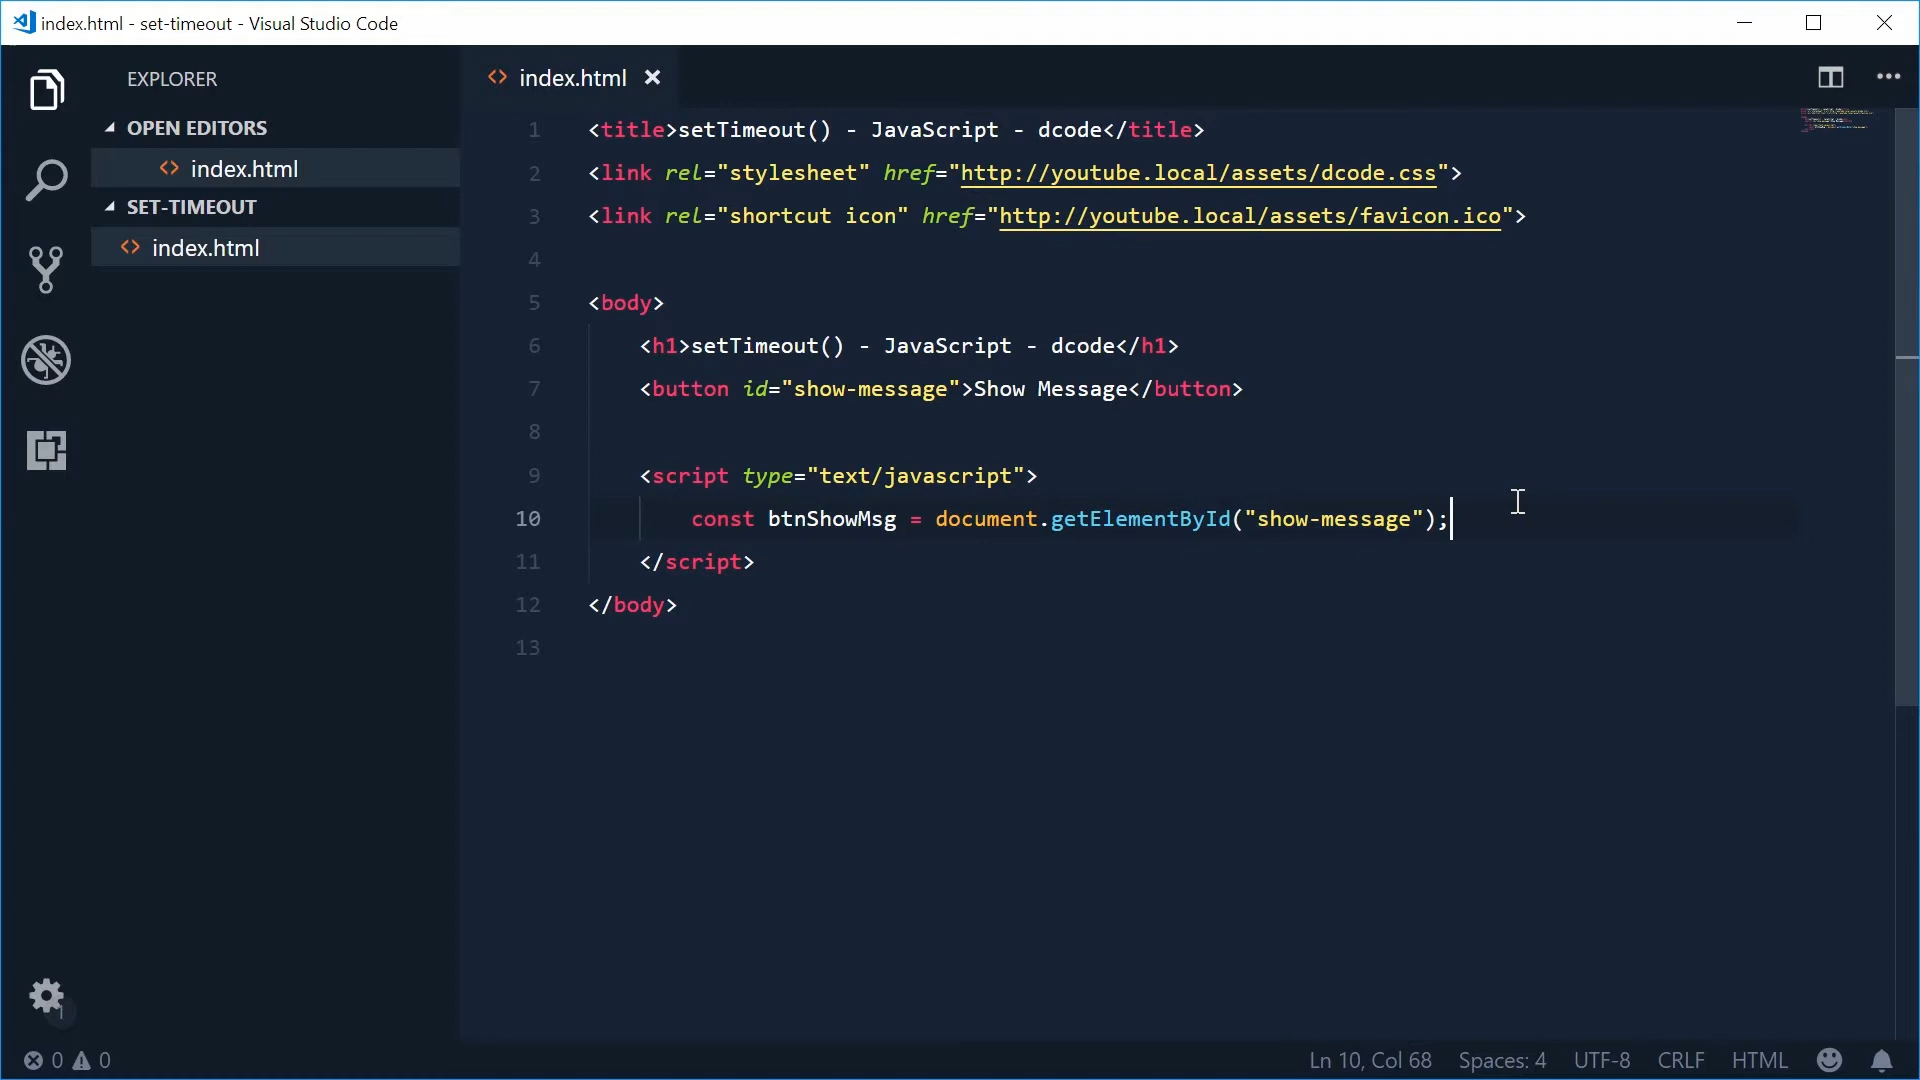 index.html - set-timeout - Visual Studio Code
EXPLORER
OPEN EDITORS
index.html
SET-TIMEOUT
index.html
index.html
1 <title>setTimeout() - JavaScript - dcode</title>
2 <link rel="stylesheet" href="http://youtube.local/assets/dcode.css">
3 <link rel="shortcut icon" href="http://youtube.local/assets/favicon.ico">
4
5 <body>
6     <h1>setTimeout() - JavaScript - dcode</h1>
7     <button id="show-message">Show Message</button>
8
9     <script type="text/javascript">
10         const btnShowMsg = document.getElementById("show-message");
11     </script>
12 </body>
13
0 0
Ln 10, Col 68 Spaces: 4 UTF-8 CRLF HTML